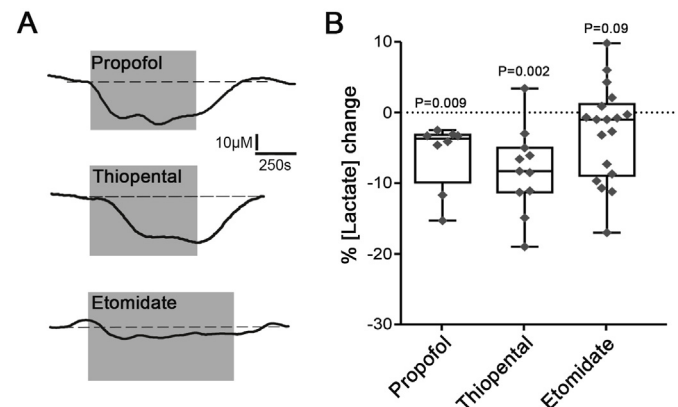 A
Propofol
10µM
250s
Thiopental
Etomidate
B
% [Lactate] change
10
0
-10
-20
-30
P=0.009
P=0.002
P=0.09
Propofol
Thiopental
Etomidate